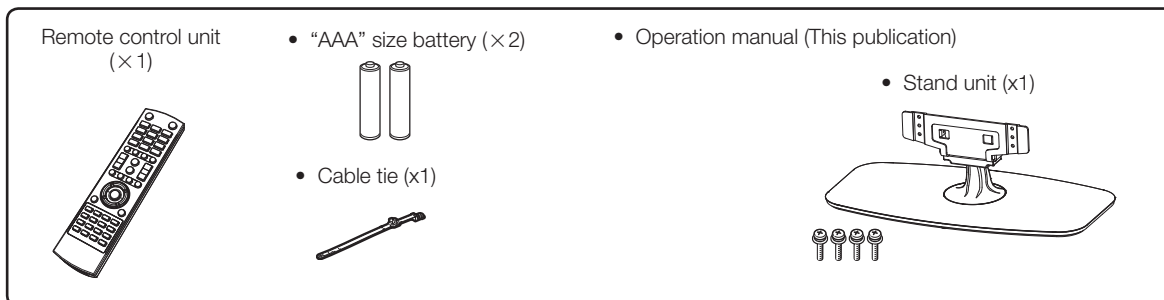 Remote control unit
(×1)
• “AAA” size battery (×2)
• Cable tie (x1)
• Operation manual (This publication)
• Stand unit (x1)